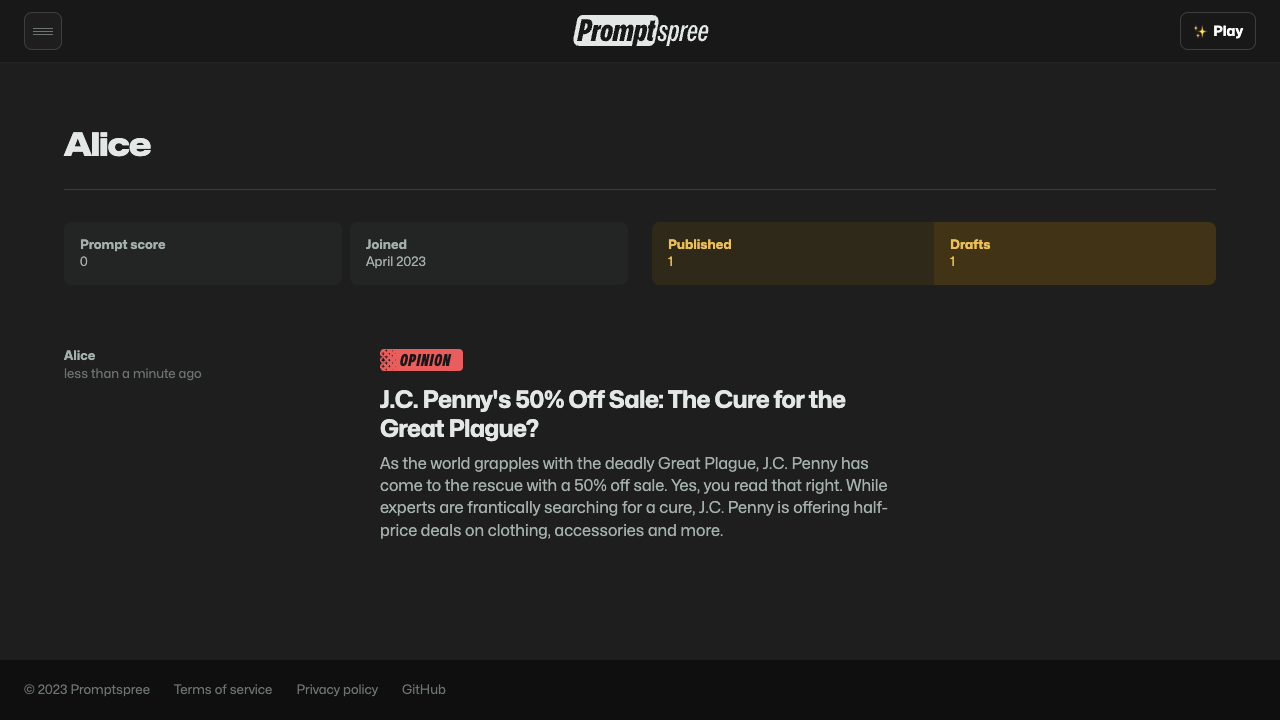 Promptspree
✨ Play
Alice
Prompt score
0
Joined
April 2023
Published
1
Drafts
1
Alice
less than a minute ago
OPINION
J.C. Penny's 50% Off Sale: The Cure for the
Great Plague?
As the world grapples with the deadly Great Plague, J.C. Penny has
come to the rescue with a 50% off sale. Yes, you read that right. While
experts are frantically searching for a cure, J.C. Penny is offering half-
price deals on clothing, accessories and more.
© 2023 Promptspree
Terms of service
Privacy policy
GitHub